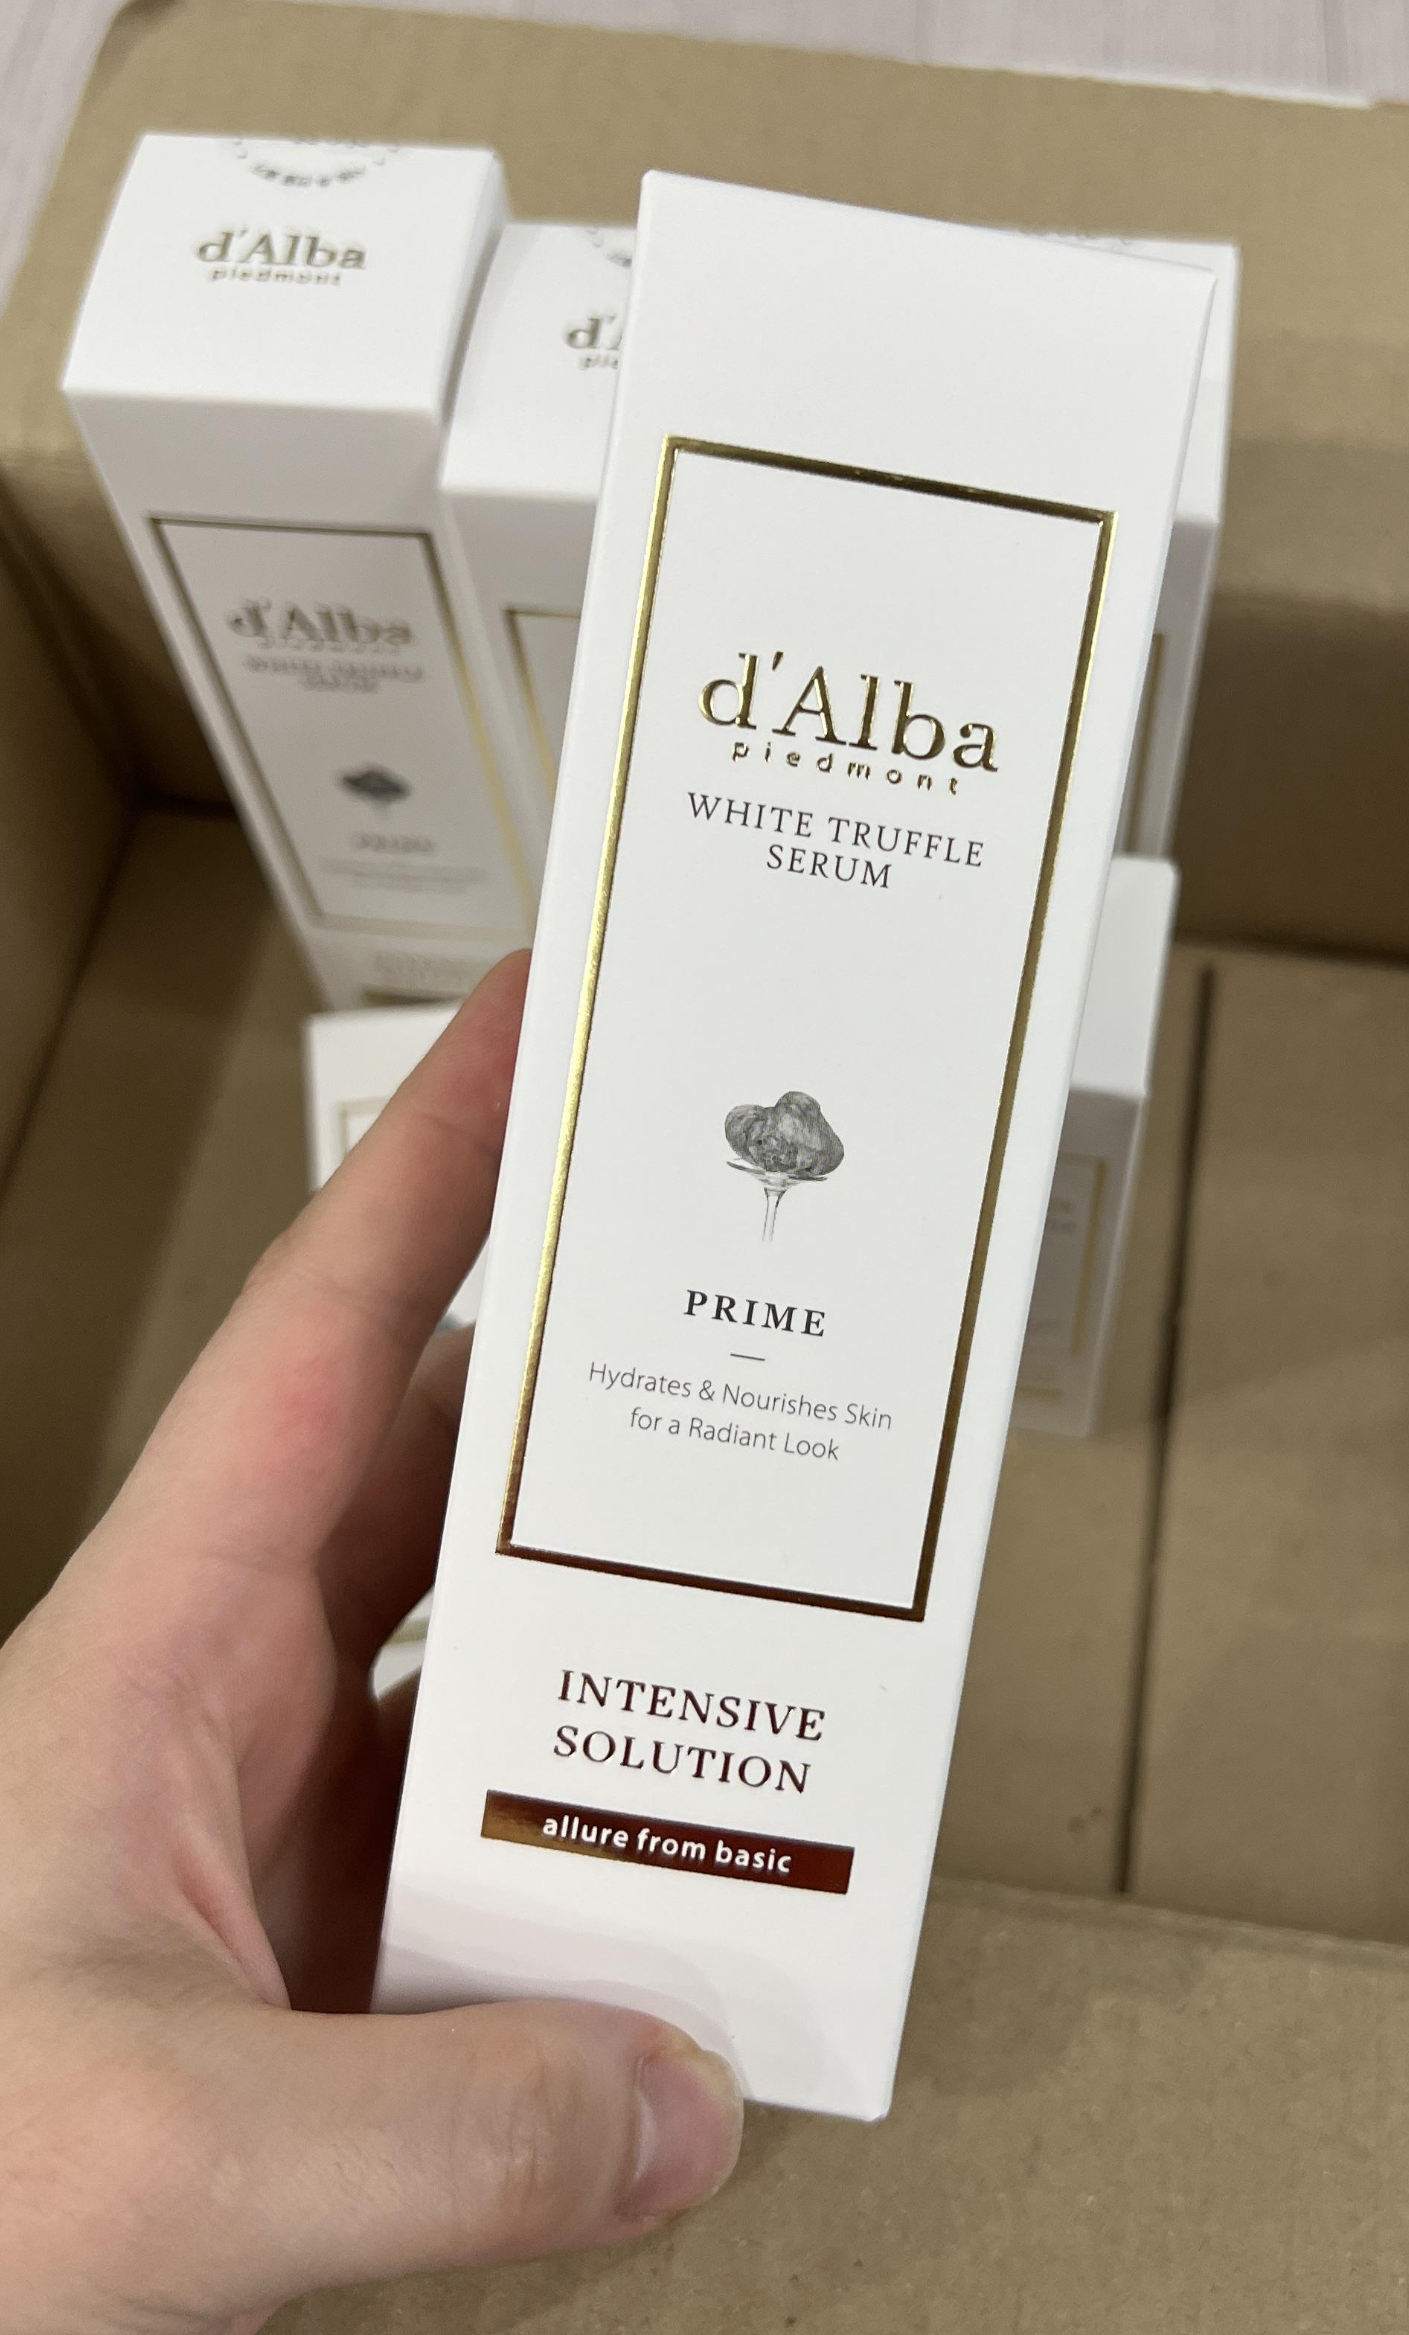 d'Alba
piedmont
d'Alba
piedmont
WHITE TRUFFLE
SERUM
PRIME
Hydrates & Nourishes Skin
for a Radiant Look
INTENSIVE
SOLUTION
allure from basic
d'Alba